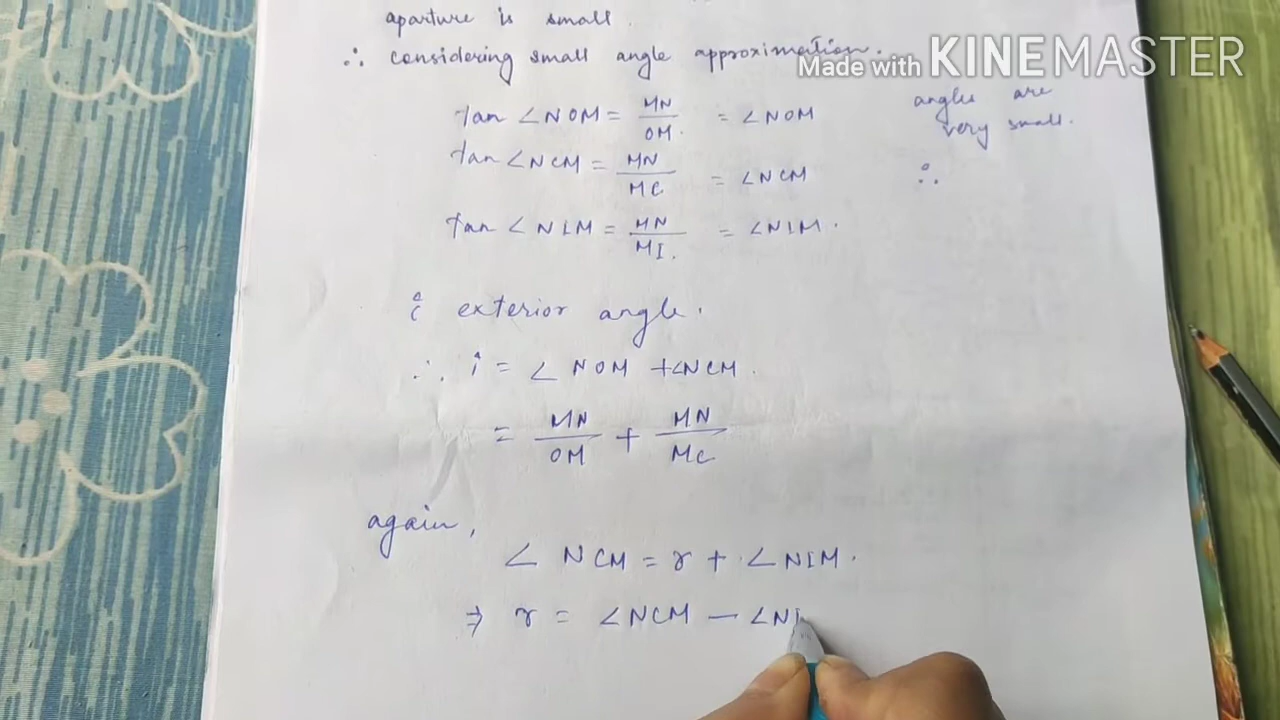 aparture is small.
∴ considering small angle approximation.
Made with KINEMASTER
tan ∠NOM = MN/OM. = ∠NOM
angles are
very small.
tan ∠NCM = MN/MC = ∠NCM
∴
tan ∠NIM = MN/MI. = ∠NIM.
exterior angle.
∴ i = ∠NOM + ∠NCM.
= MN/OM + MN/MC
again,
∠NCM = r + ∠NIM.
⇒ r = ∠NCM — ∠NI